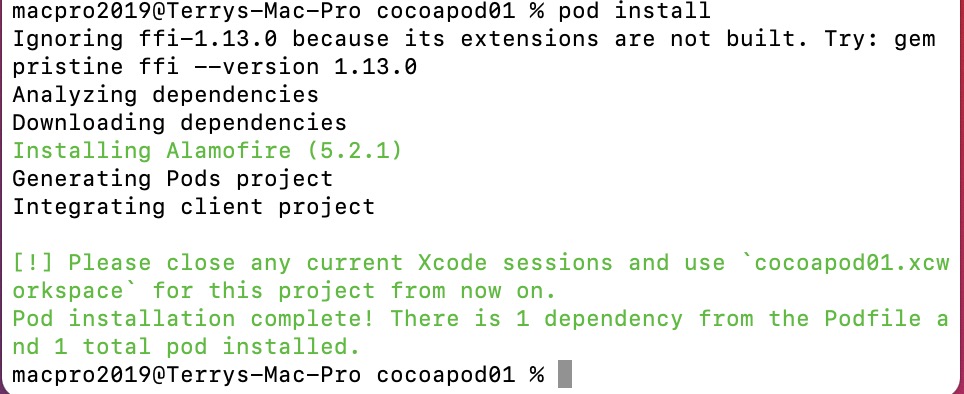 macpro2019@Terrys-Mac-Pro cocoapod01 % pod install
Ignoring ffi-1.13.0 because its extensions are not built. Try: gem
pristine ffi --version 1.13.0
Analyzing dependencies
Downloading dependencies
Installing Alamofire (5.2.1)
Generating Pods project
Integrating client project
[!] Please close any current Xcode sessions and use `cocoapod01.xcw
orkspace` for this project from now on.
Pod installation complete! There is 1 dependency from the Podfile a
nd 1 total pod installed.
macpro2019@Terrys-Mac-Pro cocoapod01 %